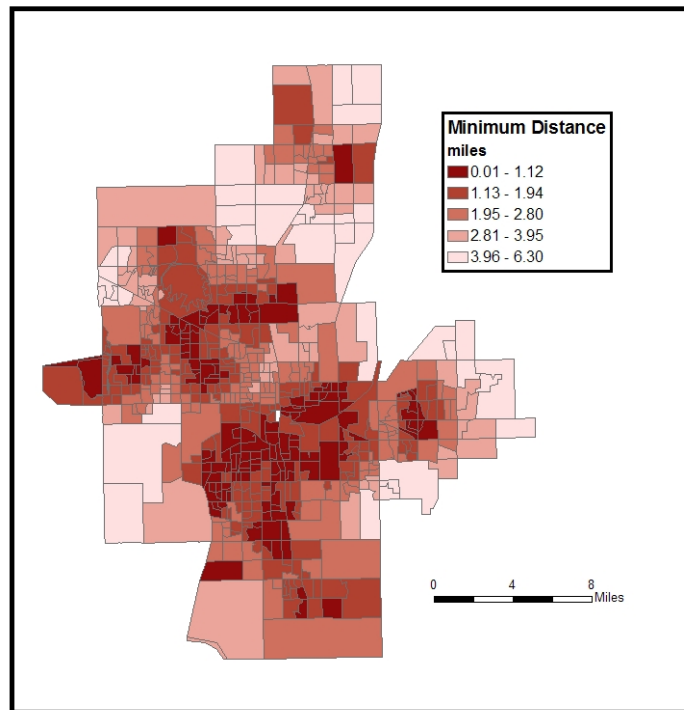 Minimum Distance
miles
0.01 - 1.12
1.13 - 1.94
1.95 - 2.80
2.81 - 3.95
3.96 - 6.30
0 4 8
Miles